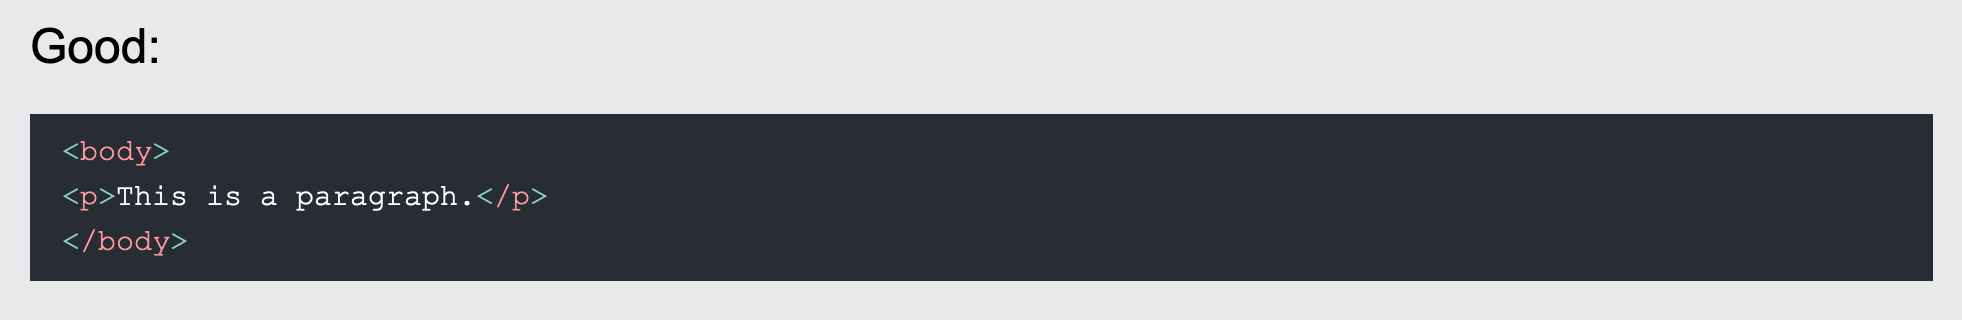 Good:
<body>
<p>This is a paragraph.</p>
</body>